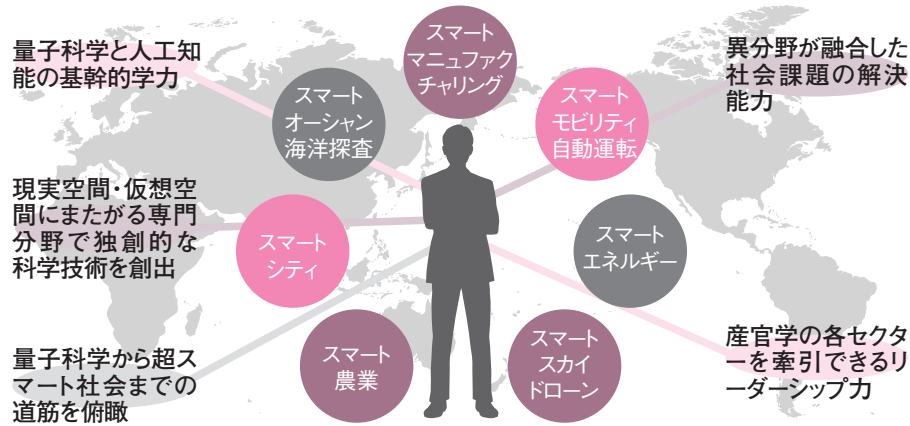 量子科学と人工知
能の基幹的学力
現実空間・仮想空
間にまたがる専門
分野で独創的な
科学技術を創出
量子科学から超ス
マート社会までの
道筋を俯瞰
スマート
マニュファク
チャリング
スマート
オーシャン
海洋探査
スマート
モビリティ
自動運転
スマート
シティ
スマート
エネルギー
スマート
農業
スマート
スカイ
ドローン
異分野が融合した
社会課題の解決
能力
産官学の各セクタ
ーを牽引できるリ
ーダーシップ力